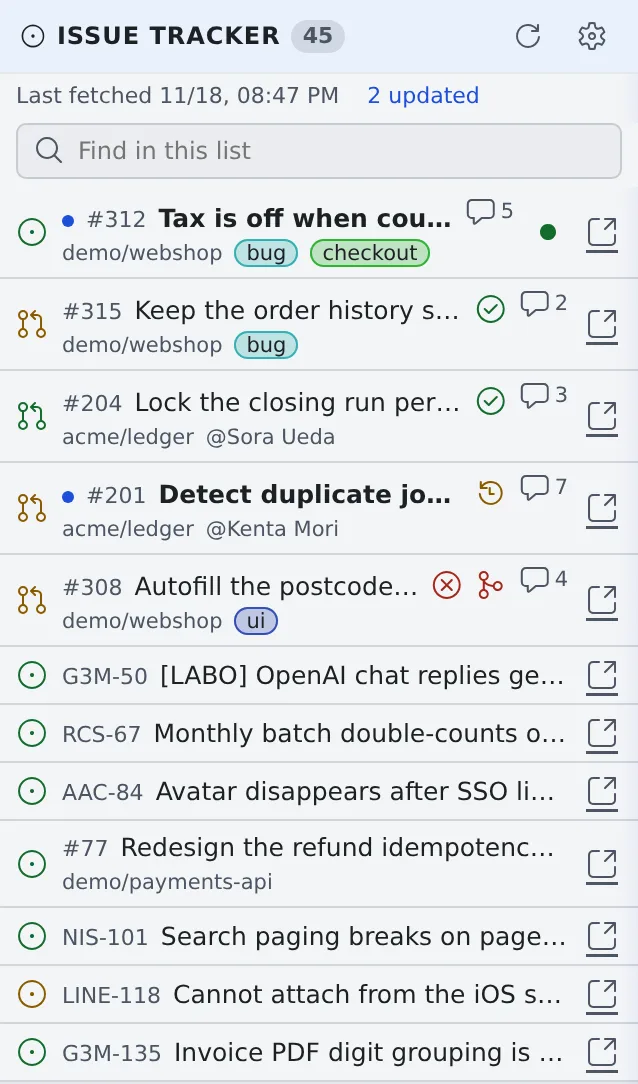 ISSUE TRACKER 45
Last fetched 11/18, 08:47 PM 2 updated
Find in this list
#312 Tax is off when cou... 5
demo/webshop bug checkout
#315 Keep the order history s... 2
demo/webshop bug
#204 Lock the closing run per... 3
acme/ledger @Sora Ueda
#201 Detect duplicate jo... 7
acme/ledger @Kenta Mori
#308 Autofill the postcode... 4
demo/webshop ui
G3M-50 [LABO] OpenAI chat replies ge...
RCS-67 Monthly batch double-counts o...
AAC-84 Avatar disappears after SSO li...
#77 Redesign the refund idempotenc...
demo/payments-api
NIS-101 Search paging breaks on page...
LINE-118 Cannot attach from the iOS s...
G3M-135 Invoice PDF digit grouping is ...